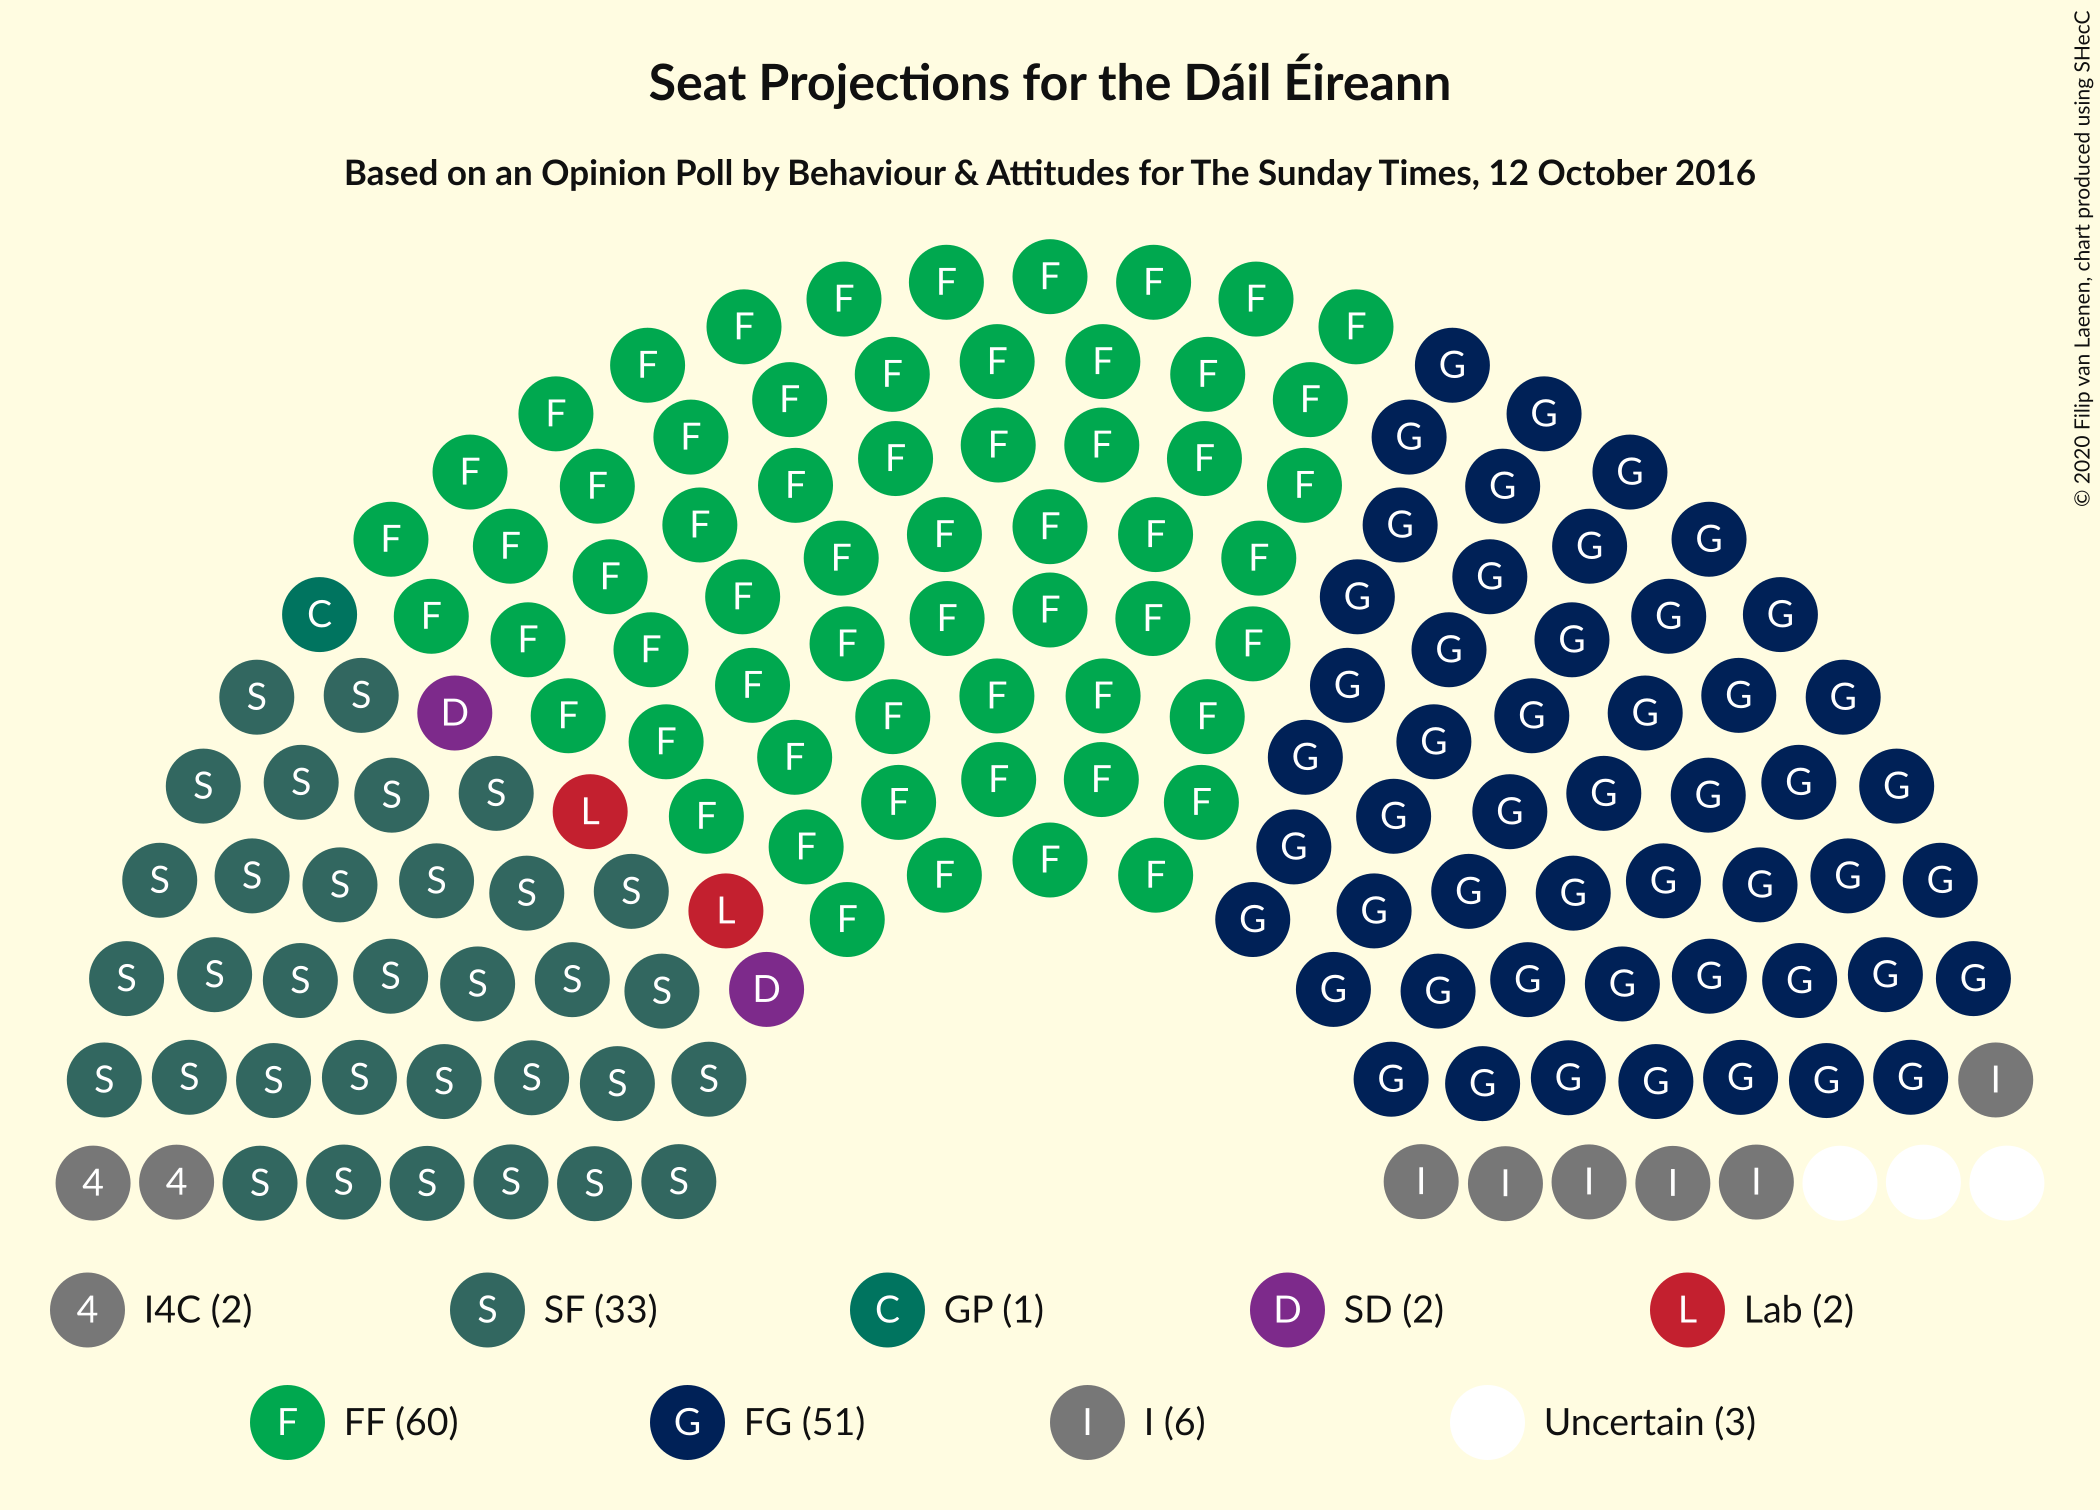 Seat Projections for the Dáil Éireann
Based on an Opinion Poll by Behaviour & Attitudes for The Sunday Times, 12 October 2016
© 2020 Filip van Laenen, chart produced using SHecC
F F F F F
F F G
F F F F F F G
F F G G
F F F F F F G
F F F G G
F F F F F G G G
C F F F F F F F F G G G G G
S S D F F F F F F F G G G G G G
S S S S L F F F F F F G G G G G G G
S S S S S S L F F F F F G G G G G G G G
S S S S S S S D G G G G G G G G
S S S S S S S S G G G G G G G I
4 4 S S S S S S I I I I I
4 I4C (2) S SF (33) C GP (1) D SD (2) L Lab (2)
F FF (60) G FG (51) I I (6) Uncertain (3)